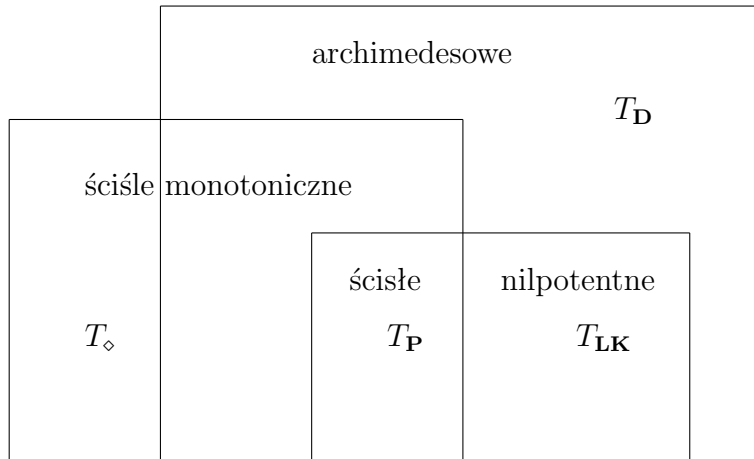 archimedesowe
T_D
ściśle monotoniczne
ścisłe nilpotentne
T_⋄ T_P T_LK